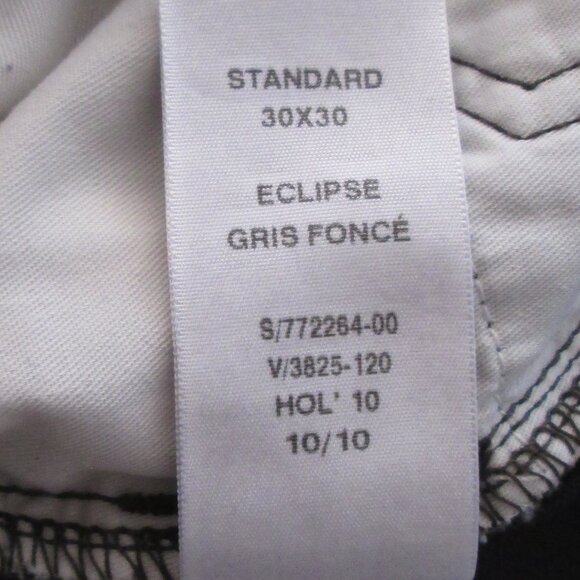 STANDARD
30X30
ECLIPSE
GRIS FONCÉ
S/772264-00
V/3825-120
HOL' 10
10/10